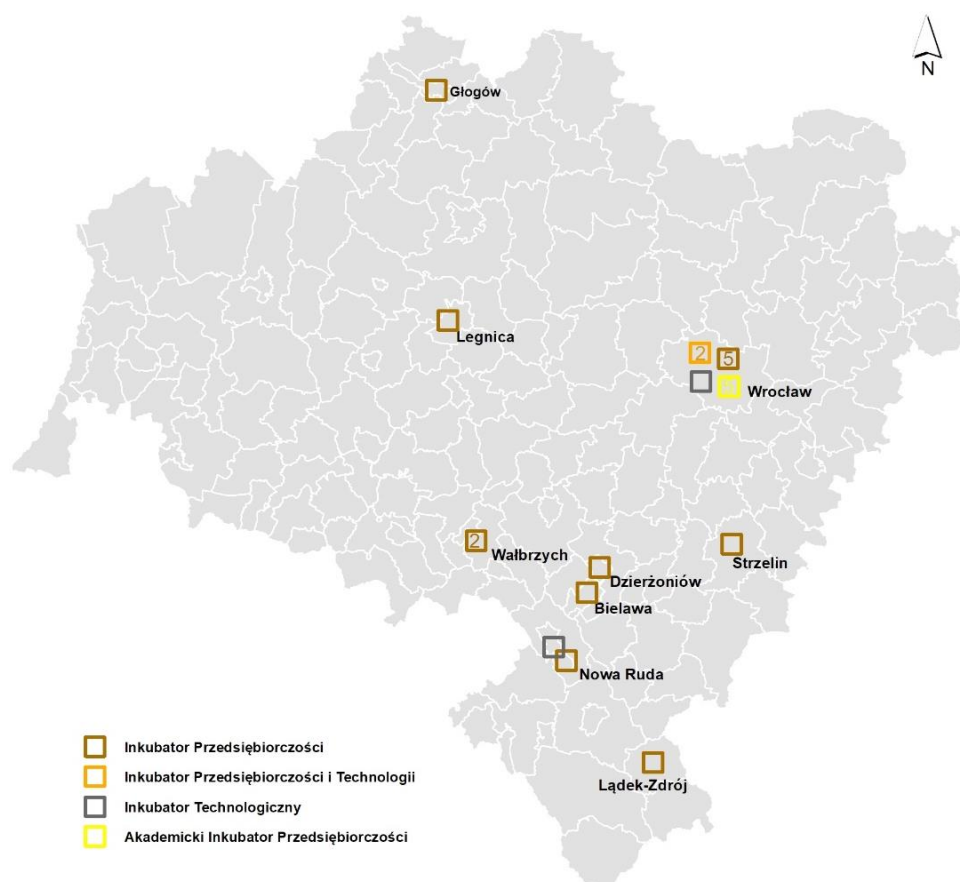 N
Głogów
Legnica
2
5
Wrocław
2
Wałbrzych
Strzelin
Dzierżoniów
Bielawa
Nowa Ruda
Lądek-Zdrój
Inkubator Przedsiębiorczości
Inkubator Przedsiębiorczości i Technologii
Inkubator Technologiczny
Akademicki Inkubator Przedsiębiorczości